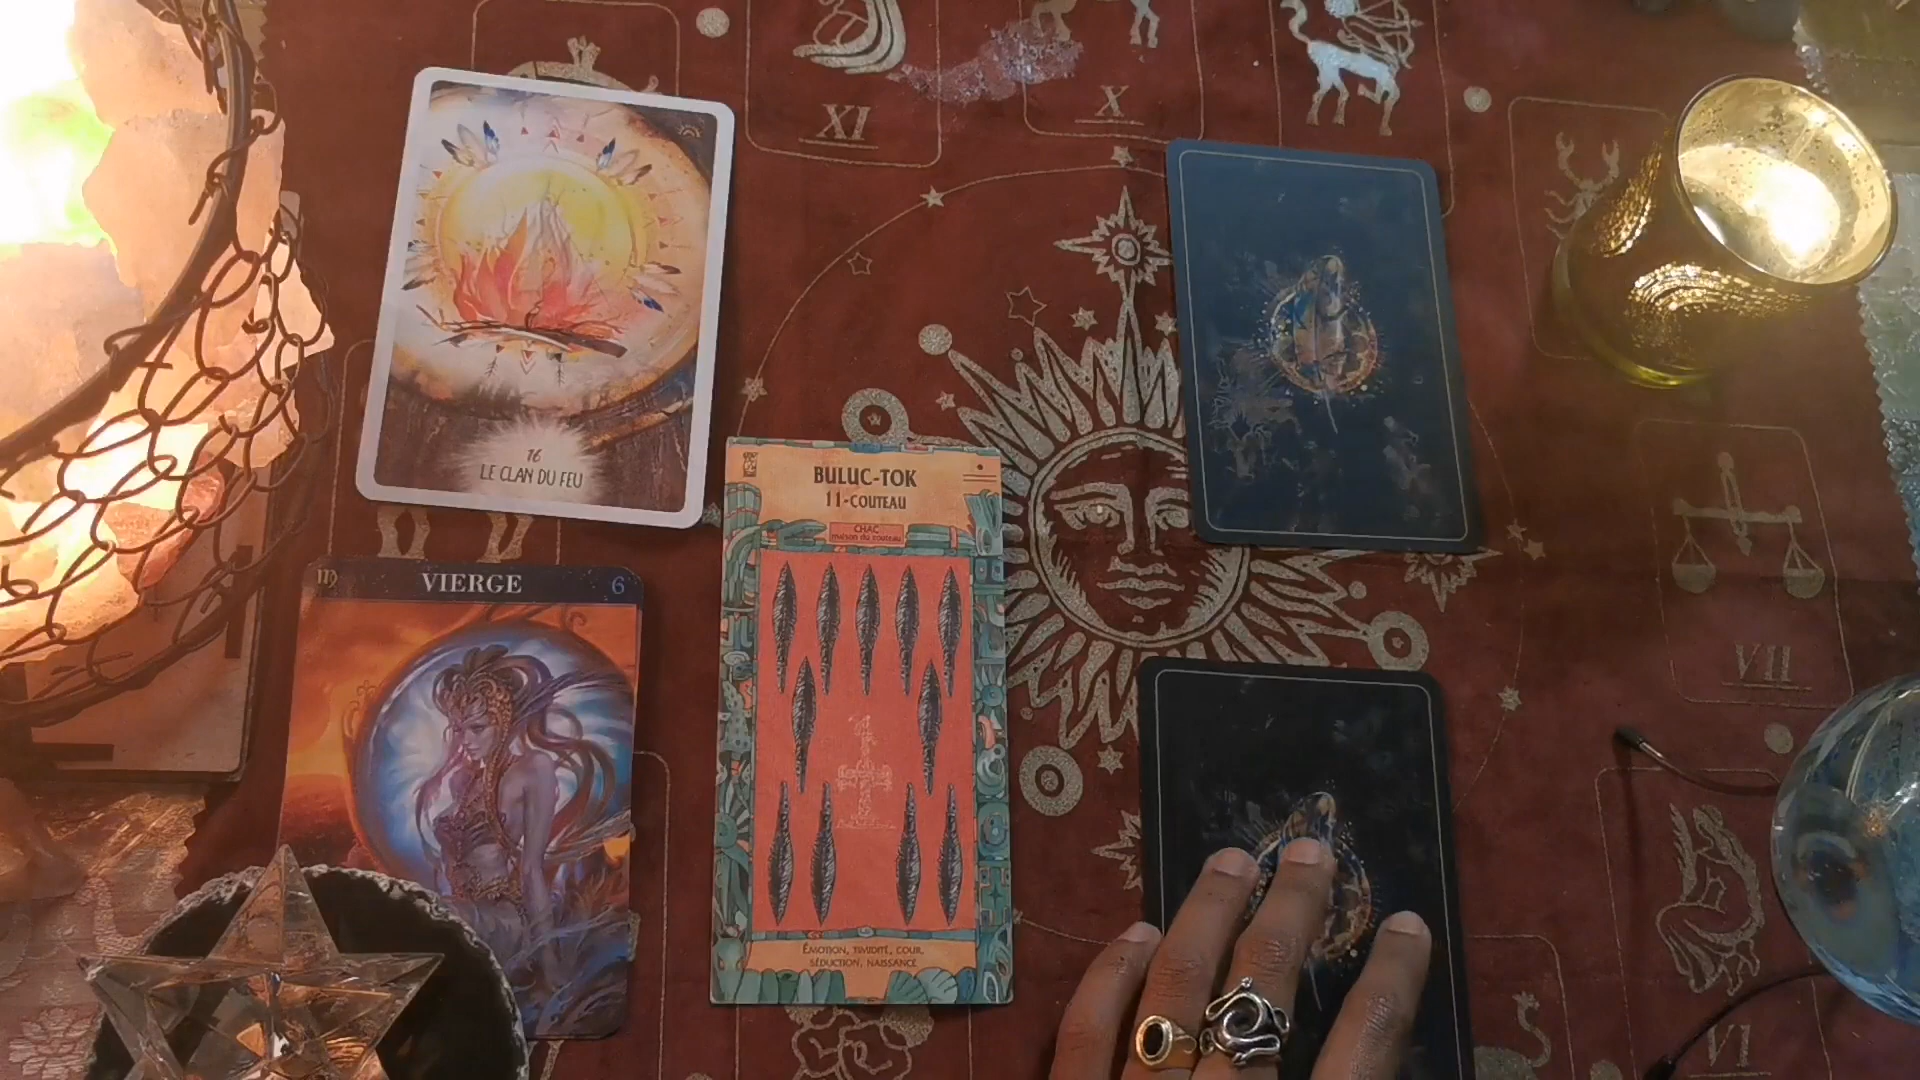 XI
X
16
LE CLAN DU FEU
BULUC-TOK
11-COUTEAU
CHAC
maison du couteau
VIERGE
6
VII
ÉMOTION, TIMIDITÉ, COUR,
SÉDUCTION, NAISSANCE
VI